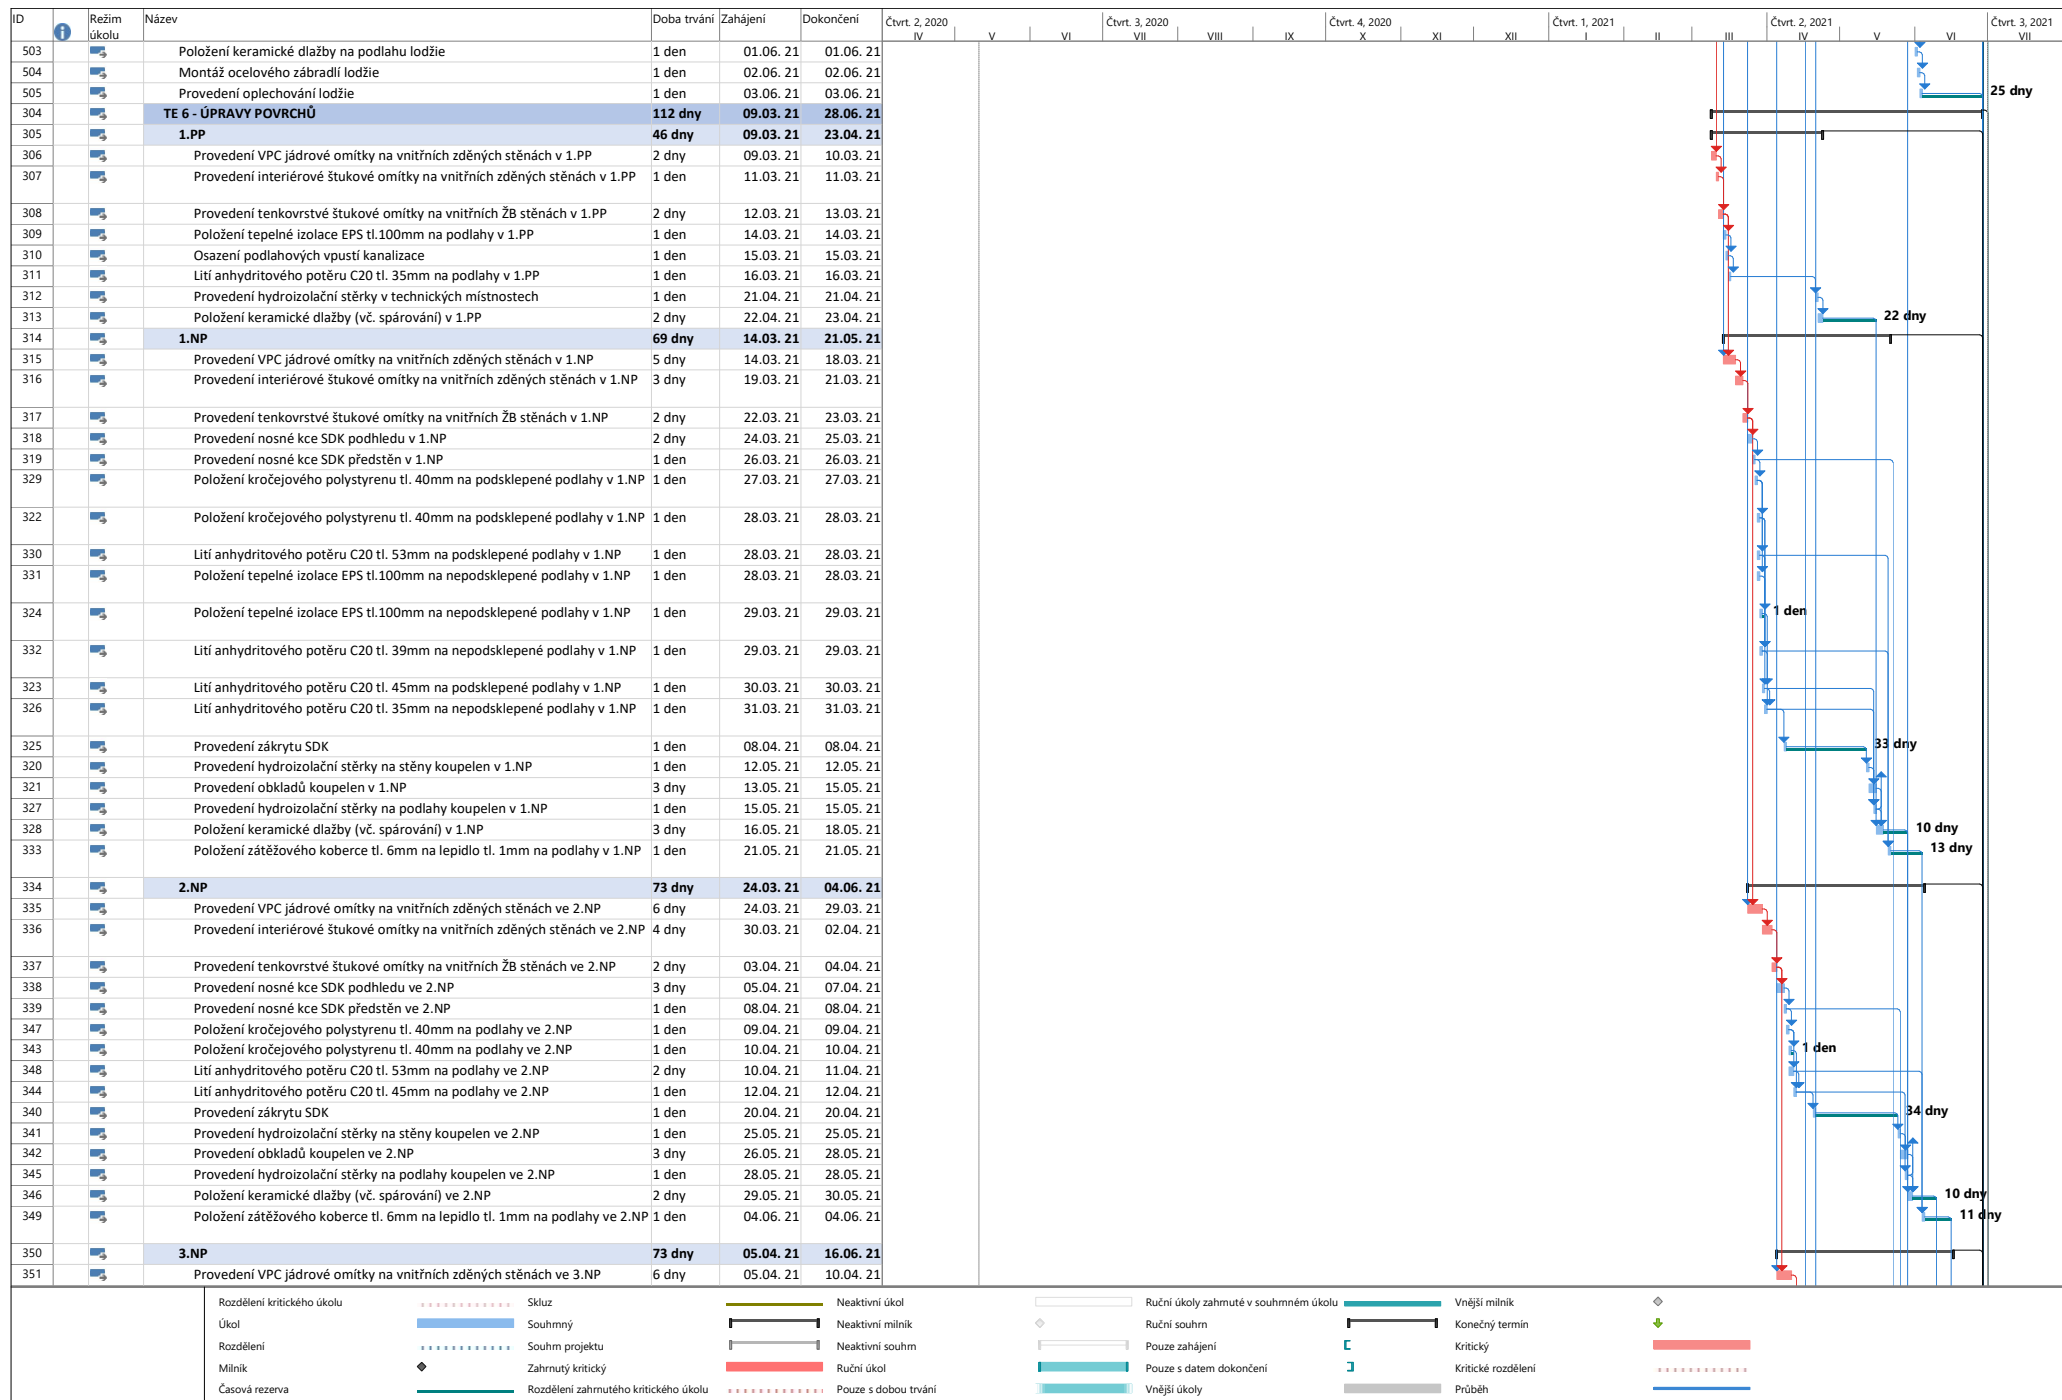 ID Režim úkolu Název Doba trvání Zahájení Dokončení
Čtvrt. 2, 2020 Čtvrt. 3, 2020 Čtvrt. 4, 2020 Čtvrt. 1, 2021 Čtvrt. 2, 2021 Čtvrt. 3, 2021
IV V VI VII VIII IX X XI XII I II III IV V VI VII
503 Položení keramické dlažby na podlahu lodžie 1 den 01.06. 21 01.06. 21
504 Montáž ocelového zábradlí lodžie 1 den 02.06. 21 02.06. 21
505 Provedení oplechování lodžie 1 den 03.06. 21 03.06. 21 25 dny
304 TE 6 - ÚPRAVY POVRCHŮ 112 dny 09.03. 21 28.06. 21
305 1.PP 46 dny 09.03. 21 23.04. 21
306 Provedení VPC jádrové omítky na vnitřních zděných stěnách v 1.PP 2 dny 09.03. 21 10.03. 21
307 Provedení interiérové štukové omítky na vnitřních zděných stěnách v 1.PP 1 den 11.03. 21 11.03. 21
308 Provedení tenkovrstvé štukové omítky na vnitřních ŽB stěnách v 1.PP 2 dny 12.03. 21 13.03. 21
309 Položení tepelné izolace EPS tl.100mm na podlahy v 1.PP 1 den 14.03. 21 14.03. 21
310 Osazení podlahových vpustí kanalizace 1 den 15.03. 21 15.03. 21
311 Lití anhydritového potěru C20 tl. 35mm na podlahy v 1.PP 1 den 16.03. 21 16.03. 21
312 Provedení hydroizolační stěrky v technických místnostech 1 den 21.04. 21 21.04. 21
313 Položení keramické dlažby (vč. spárování) v 1.PP 2 dny 22.04. 21 23.04. 21 22 dny
314 1.NP 69 dny 14.03. 21 21.05. 21
315 Provedení VPC jádrové omítky na vnitřních zděných stěnách v 1.NP 5 dny 14.03. 21 18.03. 21
316 Provedení interiérové štukové omítky na vnitřních zděných stěnách v 1.NP 3 dny 19.03. 21 21.03. 21
317 Provedení tenkovrstvé štukové omítky na vnitřních ŽB stěnách v 1.NP 2 dny 22.03. 21 23.03. 21
318 Provedení nosné kce SDK podhledu v 1.NP 2 dny 24.03. 21 25.03. 21
319 Provedení nosné kce SDK předstěn v 1.NP 1 den 26.03. 21 26.03. 21
329 Položení kročejového polystyrenu tl. 40mm na podsklepené podlahy v 1.NP 1 den 27.03. 21 27.03. 21
322 Položení kročejového polystyrenu tl. 40mm na podsklepené podlahy v 1.NP 1 den 28.03. 21 28.03. 21
330 Lití anhydritového potěru C20 tl. 53mm na podsklepené podlahy v 1.NP 1 den 28.03. 21 28.03. 21
331 Položení tepelné izolace EPS tl.100mm na nepodsklepené podlahy v 1.NP 1 den 28.03. 21 28.03. 21
324 Položení tepelné izolace EPS tl.100mm na nepodsklepené podlahy v 1.NP 1 den 29.03. 21 29.03. 21 1 den
332 Lití anhydritového potěru C20 tl. 39mm na nepodsklepené podlahy v 1.NP 1 den 29.03. 21 29.03. 21
323 Lití anhydritového potěru C20 tl. 45mm na podsklepené podlahy v 1.NP 1 den 30.03. 21 30.03. 21
326 Lití anhydritového potěru C20 tl. 35mm na nepodsklepené podlahy v 1.NP 1 den 31.03. 21 31.03. 21
325 Provedení zákrytu SDK 1 den 08.04. 21 08.04. 21 33 dny
320 Provedení hydroizolační stěrky na stěny koupelen v 1.NP 1 den 12.05. 21 12.05. 21
321 Provedení obkladů koupelen v 1.NP 3 dny 13.05. 21 15.05. 21
327 Provedení hydroizolační stěrky na podlahy koupelen v 1.NP 1 den 15.05. 21 15.05. 21
328 Položení keramické dlažby (vč. spárování) v 1.NP 3 dny 16.05. 21 18.05. 21 10 dny
333 Položení zátěžového koberce tl. 6mm na lepidlo tl. 1mm na podlahy v 1.NP 1 den 21.05. 21 21.05. 21 13 dny
334 2.NP 73 dny 24.03. 21 04.06. 21
335 Provedení VPC jádrové omítky na vnitřních zděných stěnách ve 2.NP 6 dny 24.03. 21 29.03. 21
336 Provedení interiérové štukové omítky na vnitřních zděných stěnách ve 2.NP 4 dny 30.03. 21 02.04. 21
337 Provedení tenkovrstvé štukové omítky na vnitřních ŽB stěnách ve 2.NP 2 dny 03.04. 21 04.04. 21
338 Provedení nosné kce SDK podhledu ve 2.NP 3 dny 05.04. 21 07.04. 21
339 Provedení nosné kce SDK předstěn ve 2.NP 1 den 08.04. 21 08.04. 21
347 Položení kročejového polystyrenu tl. 40mm na podlahy ve 2.NP 1 den 09.04. 21 09.04. 21
343 Položení kročejového polystyrenu tl. 40mm na podlahy ve 2.NP 1 den 10.04. 21 10.04. 21 1 den
348 Lití anhydritového potěru C20 tl. 53mm na podlahy ve 2.NP 2 dny 10.04. 21 11.04. 21
344 Lití anhydritového potěru C20 tl. 45mm na podlahy ve 2.NP 1 den 12.04. 21 12.04. 21
340 Provedení zákrytu SDK 1 den 20.04. 21 20.04. 21 34 dny
341 Provedení hydroizolační stěrky na stěny koupelen ve 2.NP 1 den 25.05. 21 25.05. 21
342 Provedení obkladů koupelen ve 2.NP 3 dny 26.05. 21 28.05. 21
345 Provedení hydroizolační stěrky na podlahy koupelen ve 2.NP 1 den 28.05. 21 28.05. 21
346 Položení keramické dlažby (vč. spárování) ve 2.NP 2 dny 29.05. 21 30.05. 21 10 dny
349 Položení zátěžového koberce tl. 6mm na lepidlo tl. 1mm na podlahy ve 2.NP 1 den 04.06. 21 04.06. 21 11 dny
350 3.NP 73 dny 05.04. 21 16.06. 21
351 Provedení VPC jádrové omítky na vnitřních zděných stěnách ve 3.NP 6 dny 05.04. 21 10.04. 21
Rozdělení kritického úkolu Skluz Neaktivní úkol Ruční úkoly zahrnuté v souhrnném úkolu Vnější milník
Úkol Souhrnný Neaktivní milník Ruční souhrn Konečný termín
Rozdělení Souhrn projektu Neaktivní souhrn Pouze zahájení Kritický
Milník Zahrnutý kritický Ruční úkol Pouze s datem dokončení Kritické rozdělení
Časová rezerva Rozdělení zahrnutého kritického úkolu Pouze s dobou trvání Vnější úkoly Průběh